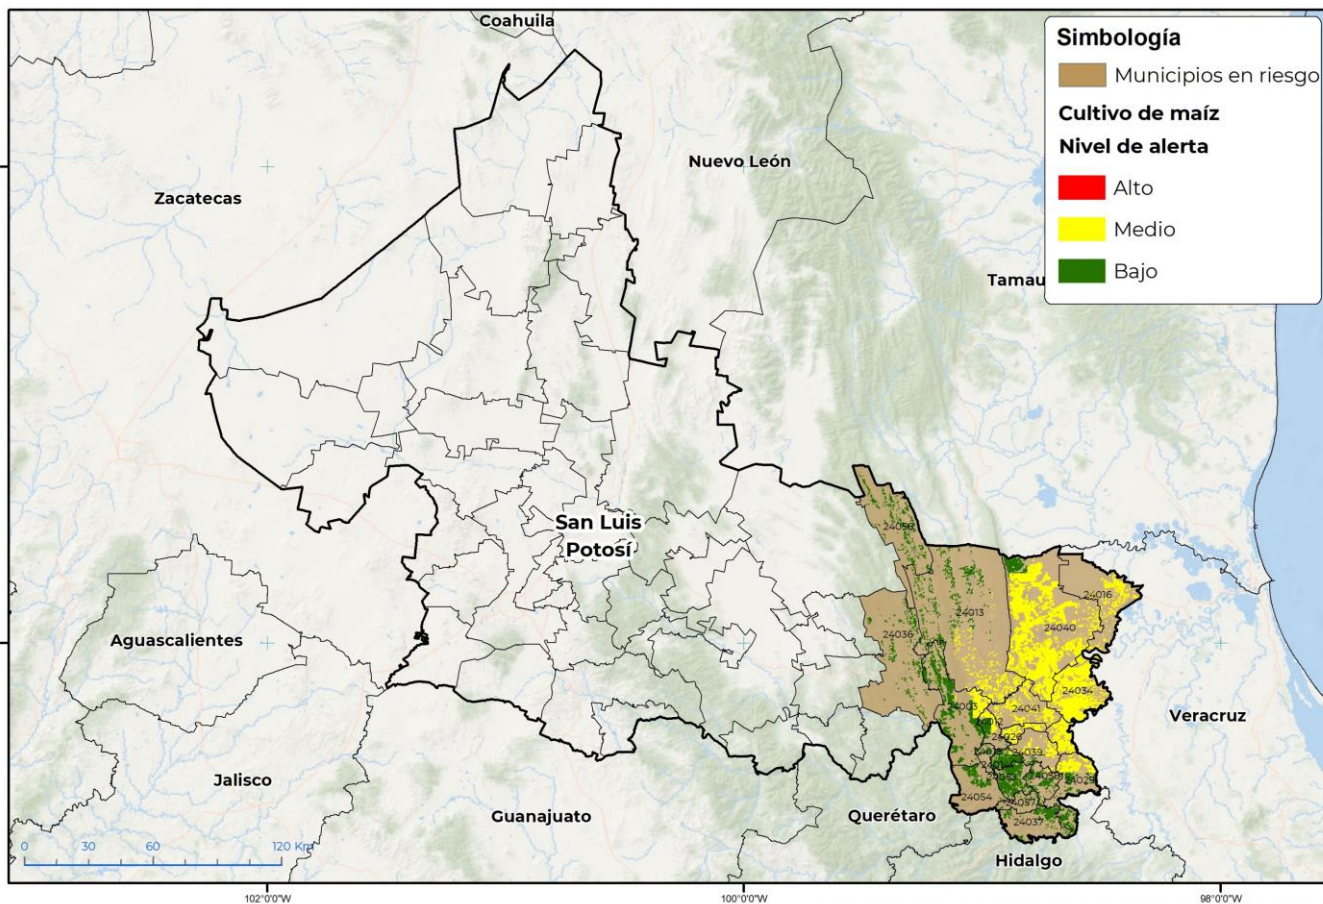 Coahuila
Simbología
Municipios en riesgo
Cultivo de maíz
Nivel de alerta
Alto
Medio
Bajo
Nuevo León
Zacatecas
Tamau
San Luis
Potosí
24016
24013
24040
24036
Aguascalientes
24034
24003
24041
Veracruz
24039
24054
24057
24037
Jalisco
Guanajuato
Querétaro
Hidalgo
0 30 60 120 Km
102°0'0"W 100°0'0"W 98°0'0"W